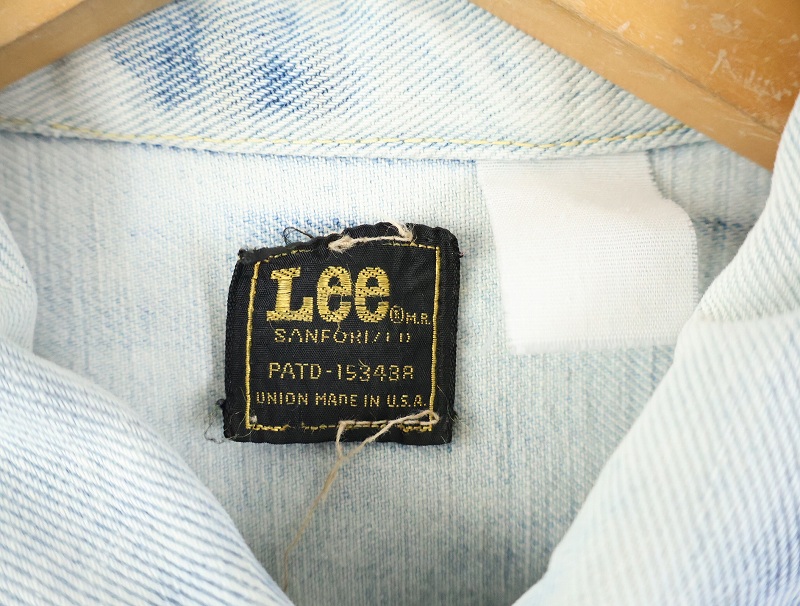 Lee ® M.R.
SANFORIZED
PATD-153438
UNION MADE IN U.S.A.